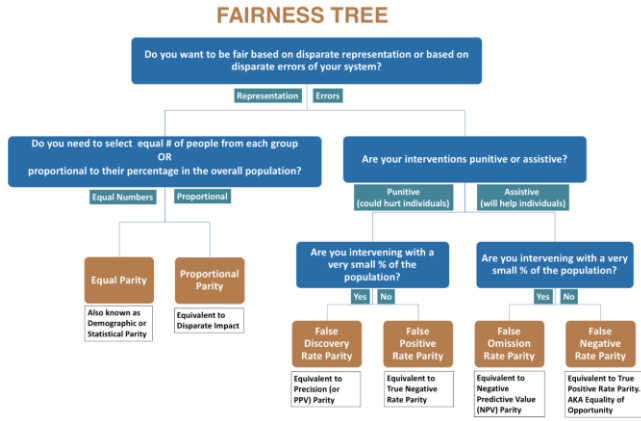 FAIRNESS TREE
Do you want to be fair based on disparate representation or based on
disparate errors of your system?
Representation
Errors
Do you need to select equal # of people from each group
OR
proportional to their percentage in the overall population?
Are your interventions punitive or assistive?
Equal Numbers
Proportional
Punitive
(could hurt individuals)
Assistive
(will help individuals)
Equal Parity
Proportional
Parity
Are you intervening with a
very small % of the
population?
Are you intervening with a very
small % of the population?
Also known as
Demographic or
Statistical Parity
Equivalent to
Disparate Impact
Yes
No
Yes
No
False
Discovery
Rate Parity
False
Positive
Rate Parity
False
Omission
Rate Parity
False
Negative
Rate Parity
Equivalent to
Precision (or
PPV) Parity
Equivalent to
True Negative
Rate Parity
Equivalent to
Negative
Predictive Value
(NPV) Parity
Equivalent to True
Positive Rate Parity.
AKA Equality of
Opportunity